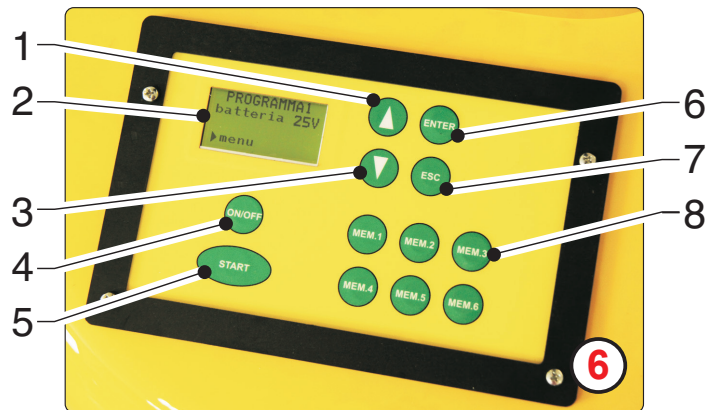 1
2
3
4
5
6
7
8
PROGRAMMA1
batteria 25V
▶menu
ENTER
ESC
ON/OFF
START
MEM.1
MEM.2
MEM.3
MEM.4
MEM.5
MEM.6
6